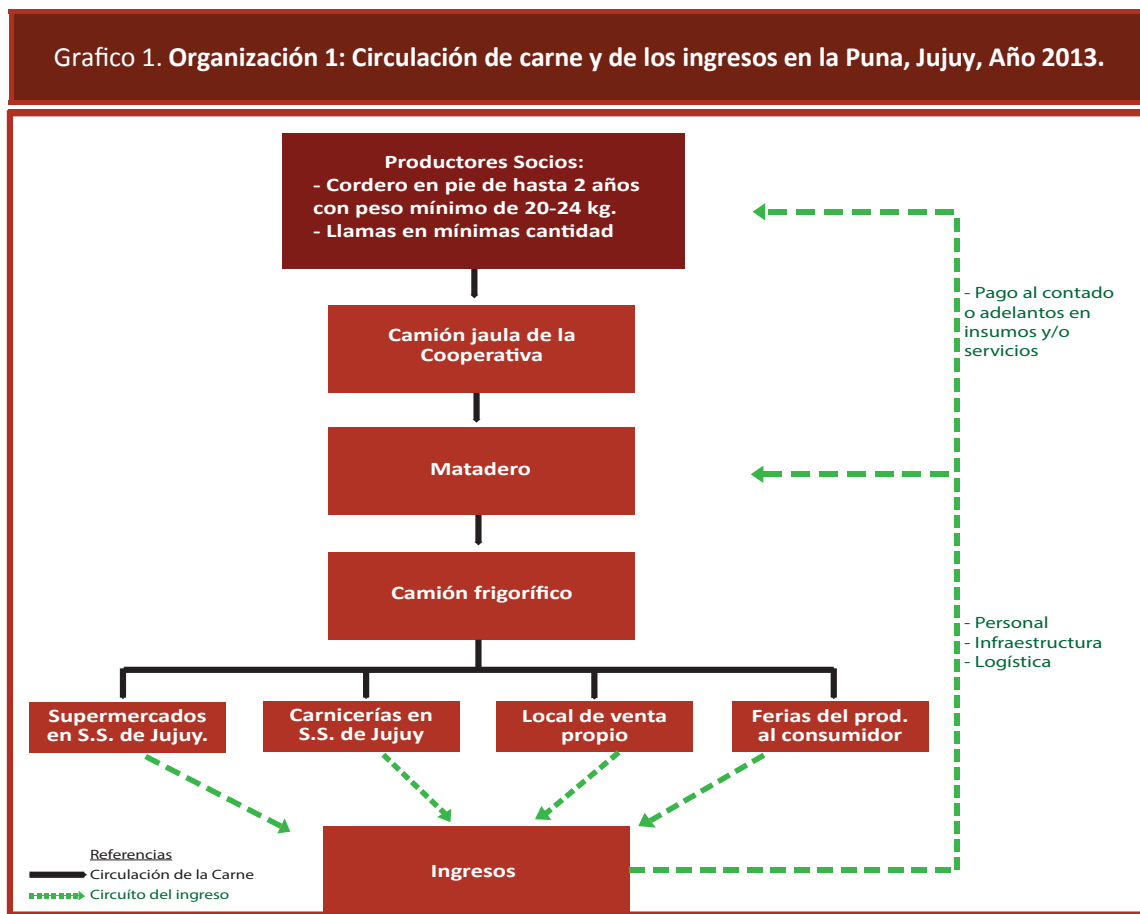 Grafico 1. Organización 1: Circulación de carne y de los ingresos en la Puna, Jujuy, Año 2013.
Productores Socios:
- Cordero en pie de hasta 2 años
con peso mínimo de 20-24 kg.
- Llamas en mínimas cantidad
- Pago al contado
o adelantos en
insumos y/o
servicios
Camión jaula de la
Cooperativa
Matadero
Camión frigorífico
- Personal
- Infraestructura
- Logística
Supermercados
en S.S. de Jujuy.
Carnicerías en
S.S. de Jujuy
Local de venta
propio
Ferias del prod.
al consumidor
Ingresos
Referencias
Circulación de la Carne
Circuíto del ingreso